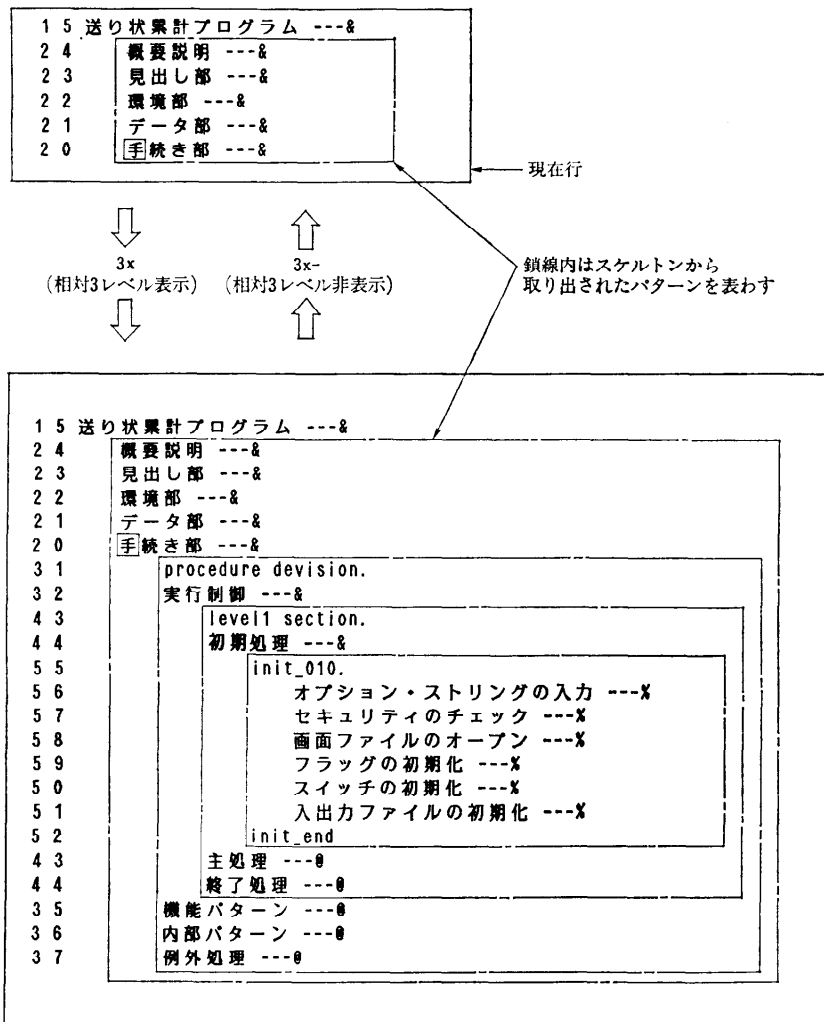 1 5 送り状累計プログラム ---&
2 4 概要説明 ---&
2 3 見出し部 ---&
2 2 環境部 ---&
2 1 データ部 ---&
2 0 手続き部 ---&
現在行
3x
(相対3レベル表示)
3x-
(相対3レベル非表示)
鎖線内はスケルトンから
取り出されたパターンを表わす
1 5 送り状累計プログラム ---&
2 4 概要説明 ---&
2 3 見出し部 ---&
2 2 環境部 ---&
2 1 データ部 ---&
2 0 手続き部 ---&
3 1 procedure devision.
3 2 実行制御 ---&
4 3 level1 section.
4 4 初期処理 ---&
5 5 init_010.
5 6 オプション・ストリングの入力 ---%
5 7 セキュリティのチェック ---%
5 8 画面ファイルのオープン ---%
5 9 フラッグの初期化 ---%
5 0 スイッチの初期化 ---%
5 1 入出力ファイルの初期化 ---%
5 2 init_end
4 3 主処理 ---@
4 4 終了処理 ---@
3 5 機能パターン ---@
3 6 内部パターン ---@
3 7 例外処理 ---@